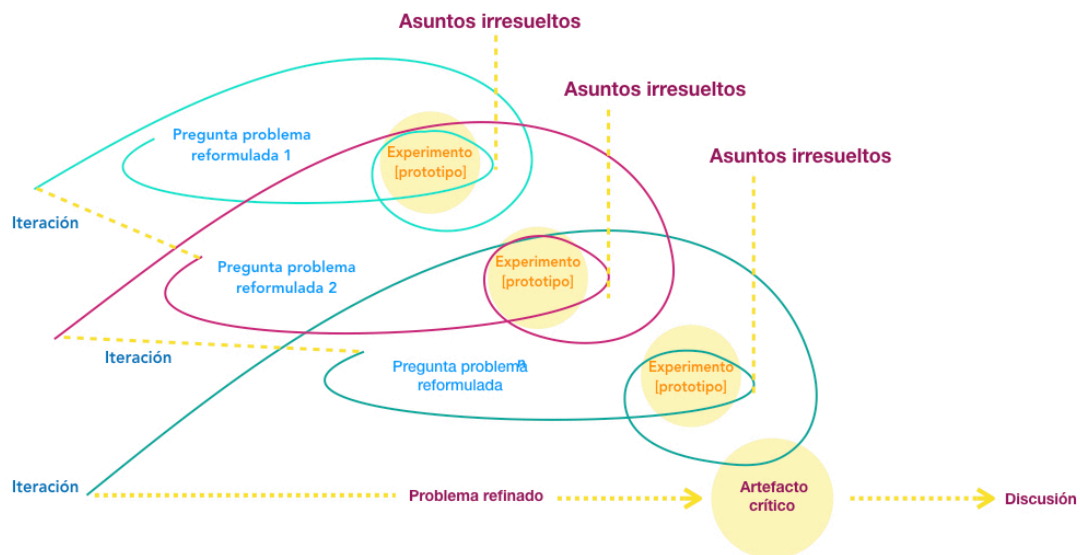 Asuntos irresueltos
Asuntos irresueltos
Pregunta problema
reformulada 1
Experimento
[prototipo]
Asuntos irresueltos
Iteración
Pregunta problema
reformulada 2
Experimento
[prototipo]
Iteración
Pregunta problema
reformulada n
Experimento
[prototipo]
Iteración
Problema refinado
Artefacto
crítico
Discusión